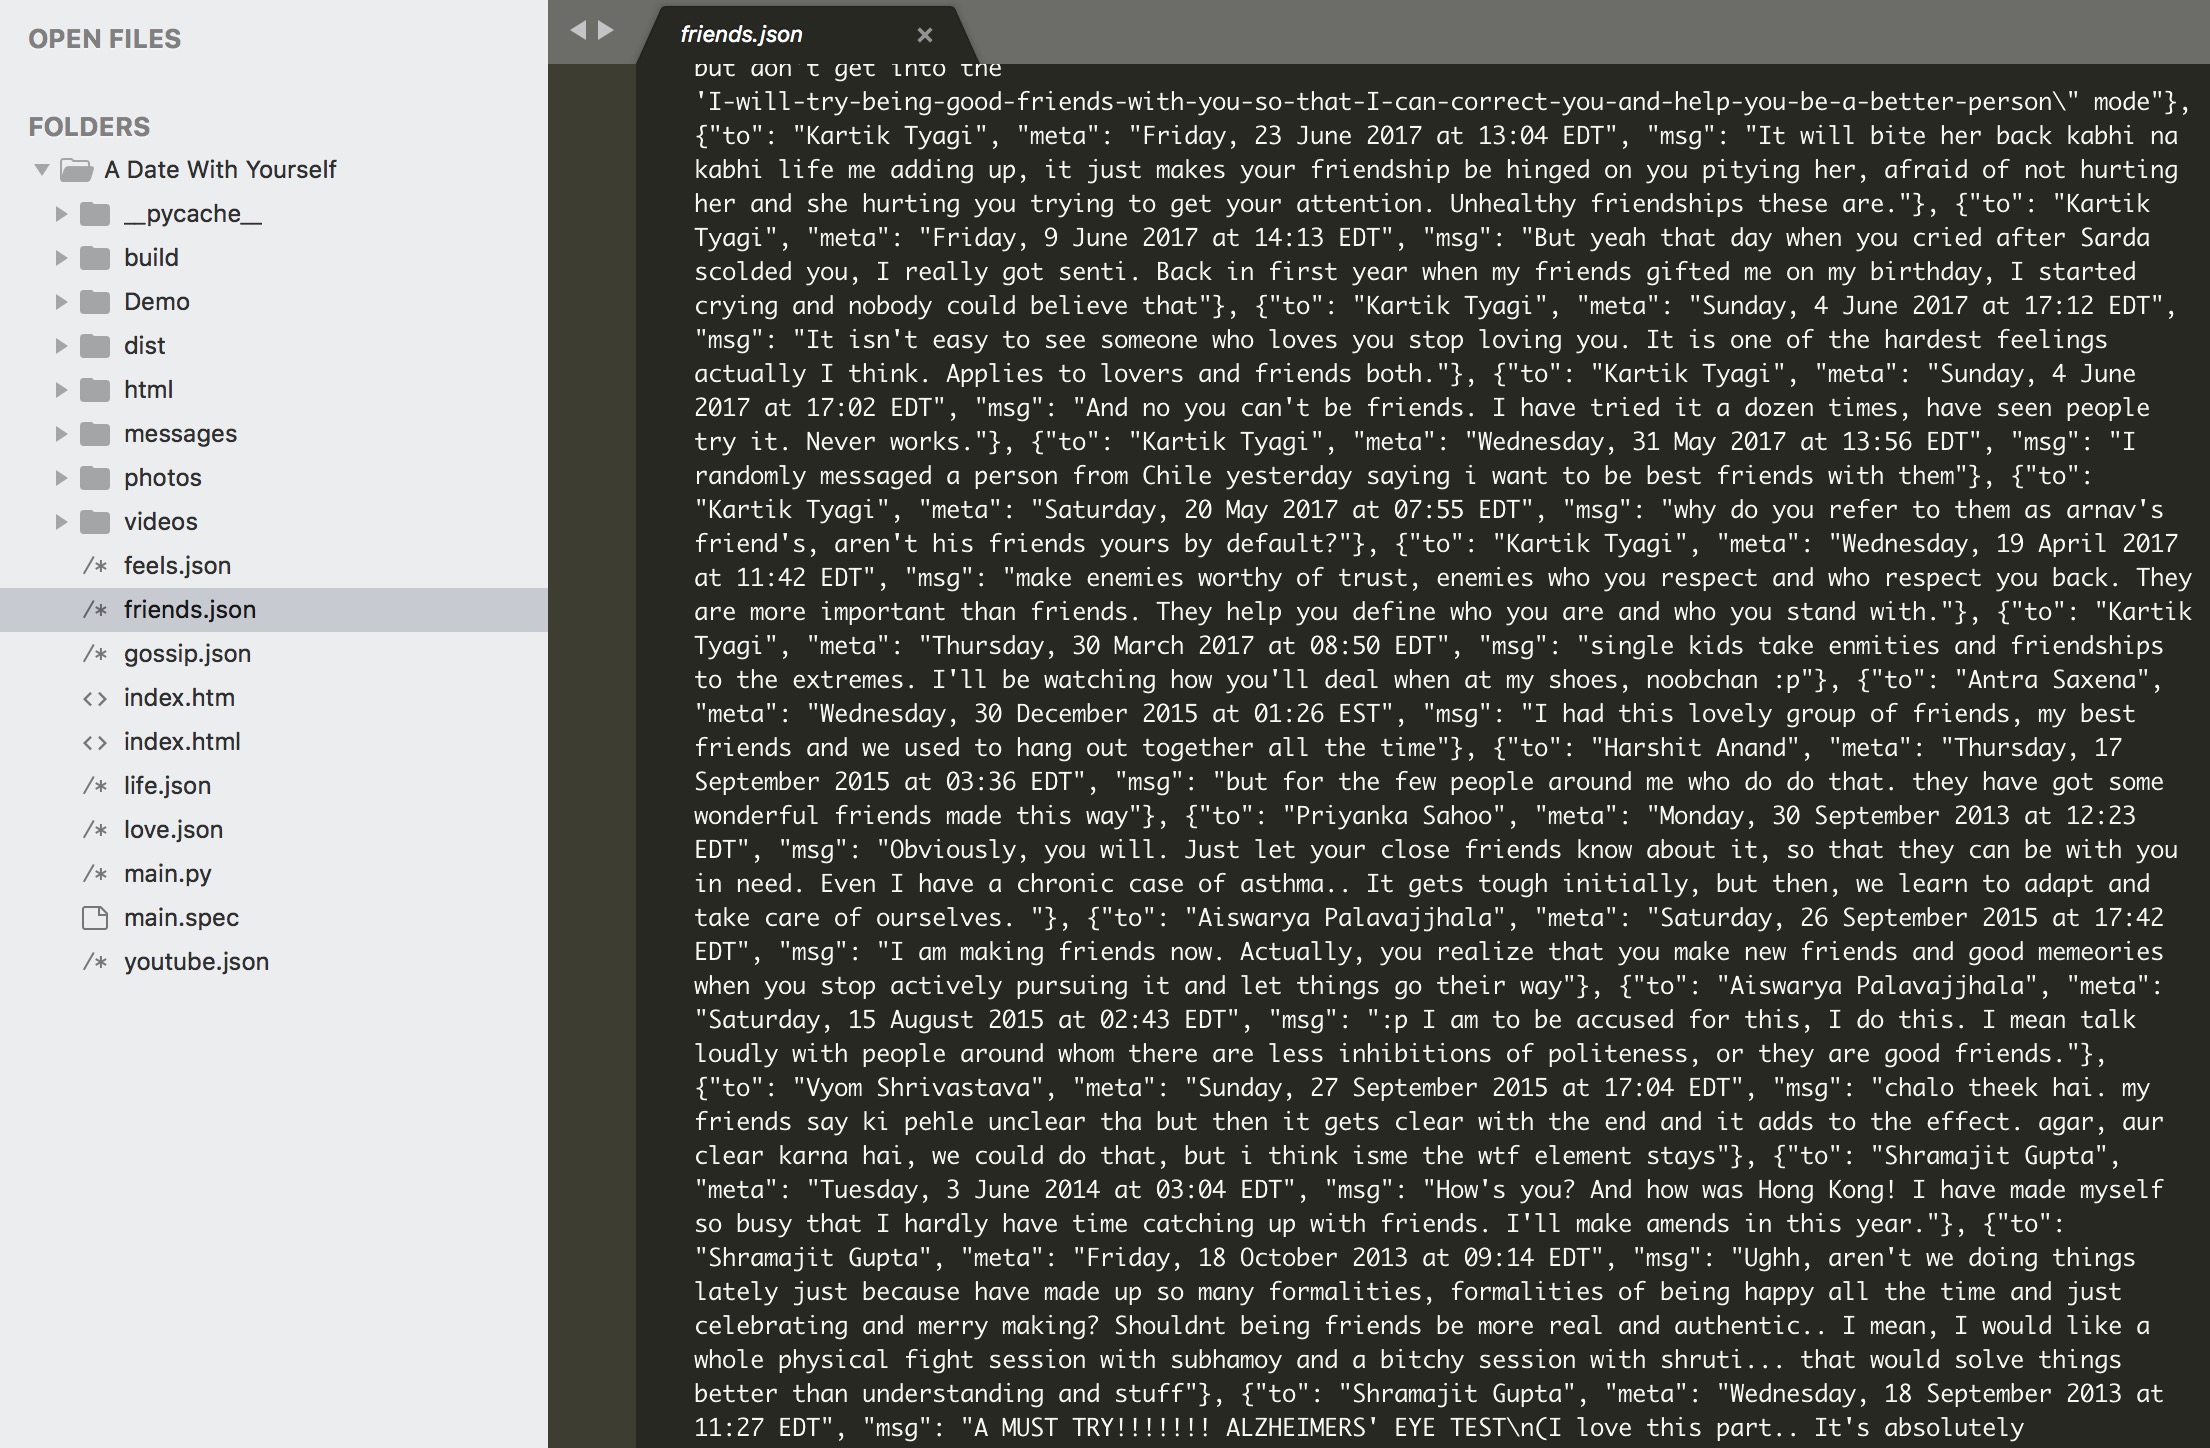 OPEN FILES
FOLDERS
A Date With Yourself
__pycache__
build
Demo
dist
html
messages
photos
videos
/* feels.json
/* friends.json
/* gossip.json
<> index.htm
<> index.html
/* life.json
/* love.json
/* main.py
main.spec
/* youtube.json
friends.json ×
but don't get into the
'I-will-try-being-good-friends-with-you-so-that-I-can-correct-you-and-help-you-be-a-better-person\" mode"},
{"to": "Kartik Tyagi", "meta": "Friday, 23 June 2017 at 13:04 EDT", "msg": "It will bite her back kabhi na
kabhi life me adding up, it just makes your friendship be hinged on you pitying her, afraid of not hurting
her and she hurting you trying to get your attention. Unhealthy friendships these are."}, {"to": "Kartik
Tyagi", "meta": "Friday, 9 June 2017 at 14:13 EDT", "msg": "But yeah that day when you cried after Sarda
scolded you, I really got senti. Back in first year when my friends gifted me on my birthday, I started
crying and nobody could believe that"}, {"to": "Kartik Tyagi", "meta": "Sunday, 4 June 2017 at 17:12 EDT",
"msg": "It isn't easy to see someone who loves you stop loving you. It is one of the hardest feelings
actually I think. Applies to lovers and friends both."}, {"to": "Kartik Tyagi", "meta": "Sunday, 4 June
2017 at 17:02 EDT", "msg": "And no you can't be friends. I have tried it a dozen times, have seen people
try it. Never works."}, {"to": "Kartik Tyagi", "meta": "Wednesday, 31 May 2017 at 13:56 EDT", "msg": "I
randomly messaged a person from Chile yesterday saying i want to be best friends with them"}, {"to":
"Kartik Tyagi", "meta": "Saturday, 20 May 2017 at 07:55 EDT", "msg": "why do you refer to them as arnav's
friend's, aren't his friends yours by default?"}, {"to": "Kartik Tyagi", "meta": "Wednesday, 19 April 2017
at 11:42 EDT", "msg": "make enemies worthy of trust, enemies who you respect and who respect you back. They
are more important than friends. They help you define who you are and who you stand with."}, {"to": "Kartik
Tyagi", "meta": "Thursday, 30 March 2017 at 08:50 EDT", "msg": "single kids take enmities and friendships
to the extremes. I'll be watching how you'll deal when at my shoes, noobchan :p"}, {"to": "Antra Saxena",
"meta": "Wednesday, 30 December 2015 at 01:26 EST", "msg": "I had this lovely group of friends, my best
friends and we used to hang out together all the time"}, {"to": "Harshit Anand", "meta": "Thursday, 17
September 2015 at 03:36 EDT", "msg": "but for the few people around me who do do that. they have got some
wonderful friends made this way"}, {"to": "Priyanka Sahoo", "meta": "Monday, 30 September 2013 at 12:23
EDT", "msg": "Obviously, you will. Just let your close friends know about it, so that they can be with you
in need. Even I have a chronic case of asthma.. It gets tough initially, but then, we learn to adapt and
take care of ourselves. "}, {"to": "Aiswarya Palavajjhala", "meta": "Saturday, 26 September 2015 at 17:42
EDT", "msg": "I am making friends now. Actually, you realize that you make new friends and good memeories
when you stop actively pursuing it and let things go their way"}, {"to": "Aiswarya Palavajjhala", "meta":
"Saturday, 15 August 2015 at 02:43 EDT", "msg": ":p I am to be accused for this, I do this. I mean talk
loudly with people around whom there are less inhibitions of politeness, or they are good friends."},
{"to": "Vyom Shrivastava", "meta": "Sunday, 27 September 2015 at 17:04 EDT", "msg": "chalo theek hai. my
friends say ki pehle unclear tha but then it gets clear with the end and it adds to the effect. agar, aur
clear karna hai, we could do that, but i think isme the wtf element stays"}, {"to": "Shramajit Gupta",
"meta": "Tuesday, 3 June 2014 at 03:04 EDT", "msg": "How's you? And how was Hong Kong! I have made myself
so busy that I hardly have time catching up with friends. I'll make amends in this year."}, {"to":
"Shramajit Gupta", "meta": "Friday, 18 October 2013 at 09:14 EDT", "msg": "Ughh, aren't we doing things
lately just because have made up so many formalities, formalities of being happy all the time and just
celebrating and merry making? Shouldnt being friends be more real and authentic.. I mean, I would like a
whole physical fight session with subhamoy and a bitchy session with shruti... that would solve things
better than understanding and stuff"}, {"to": "Shramajit Gupta", "meta": "Wednesday, 18 September 2013 at
11:27 EDT", "msg": "A MUST TRY!!!!!!! ALZHEIMERS' EYE TEST\n(I love this part.. It's absolutely